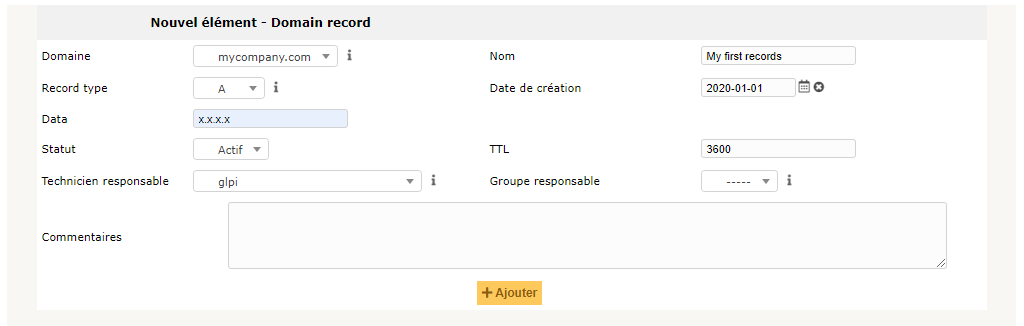 Nouvel élément - Domain record
Domaine mycompany.com Nom My first records
Record type A Date de création 2020-01-01
Data x.x.x.x
Statut Actif TTL 3600
Technicien responsable glpi Groupe responsable -----
Commentaires
+ Ajouter